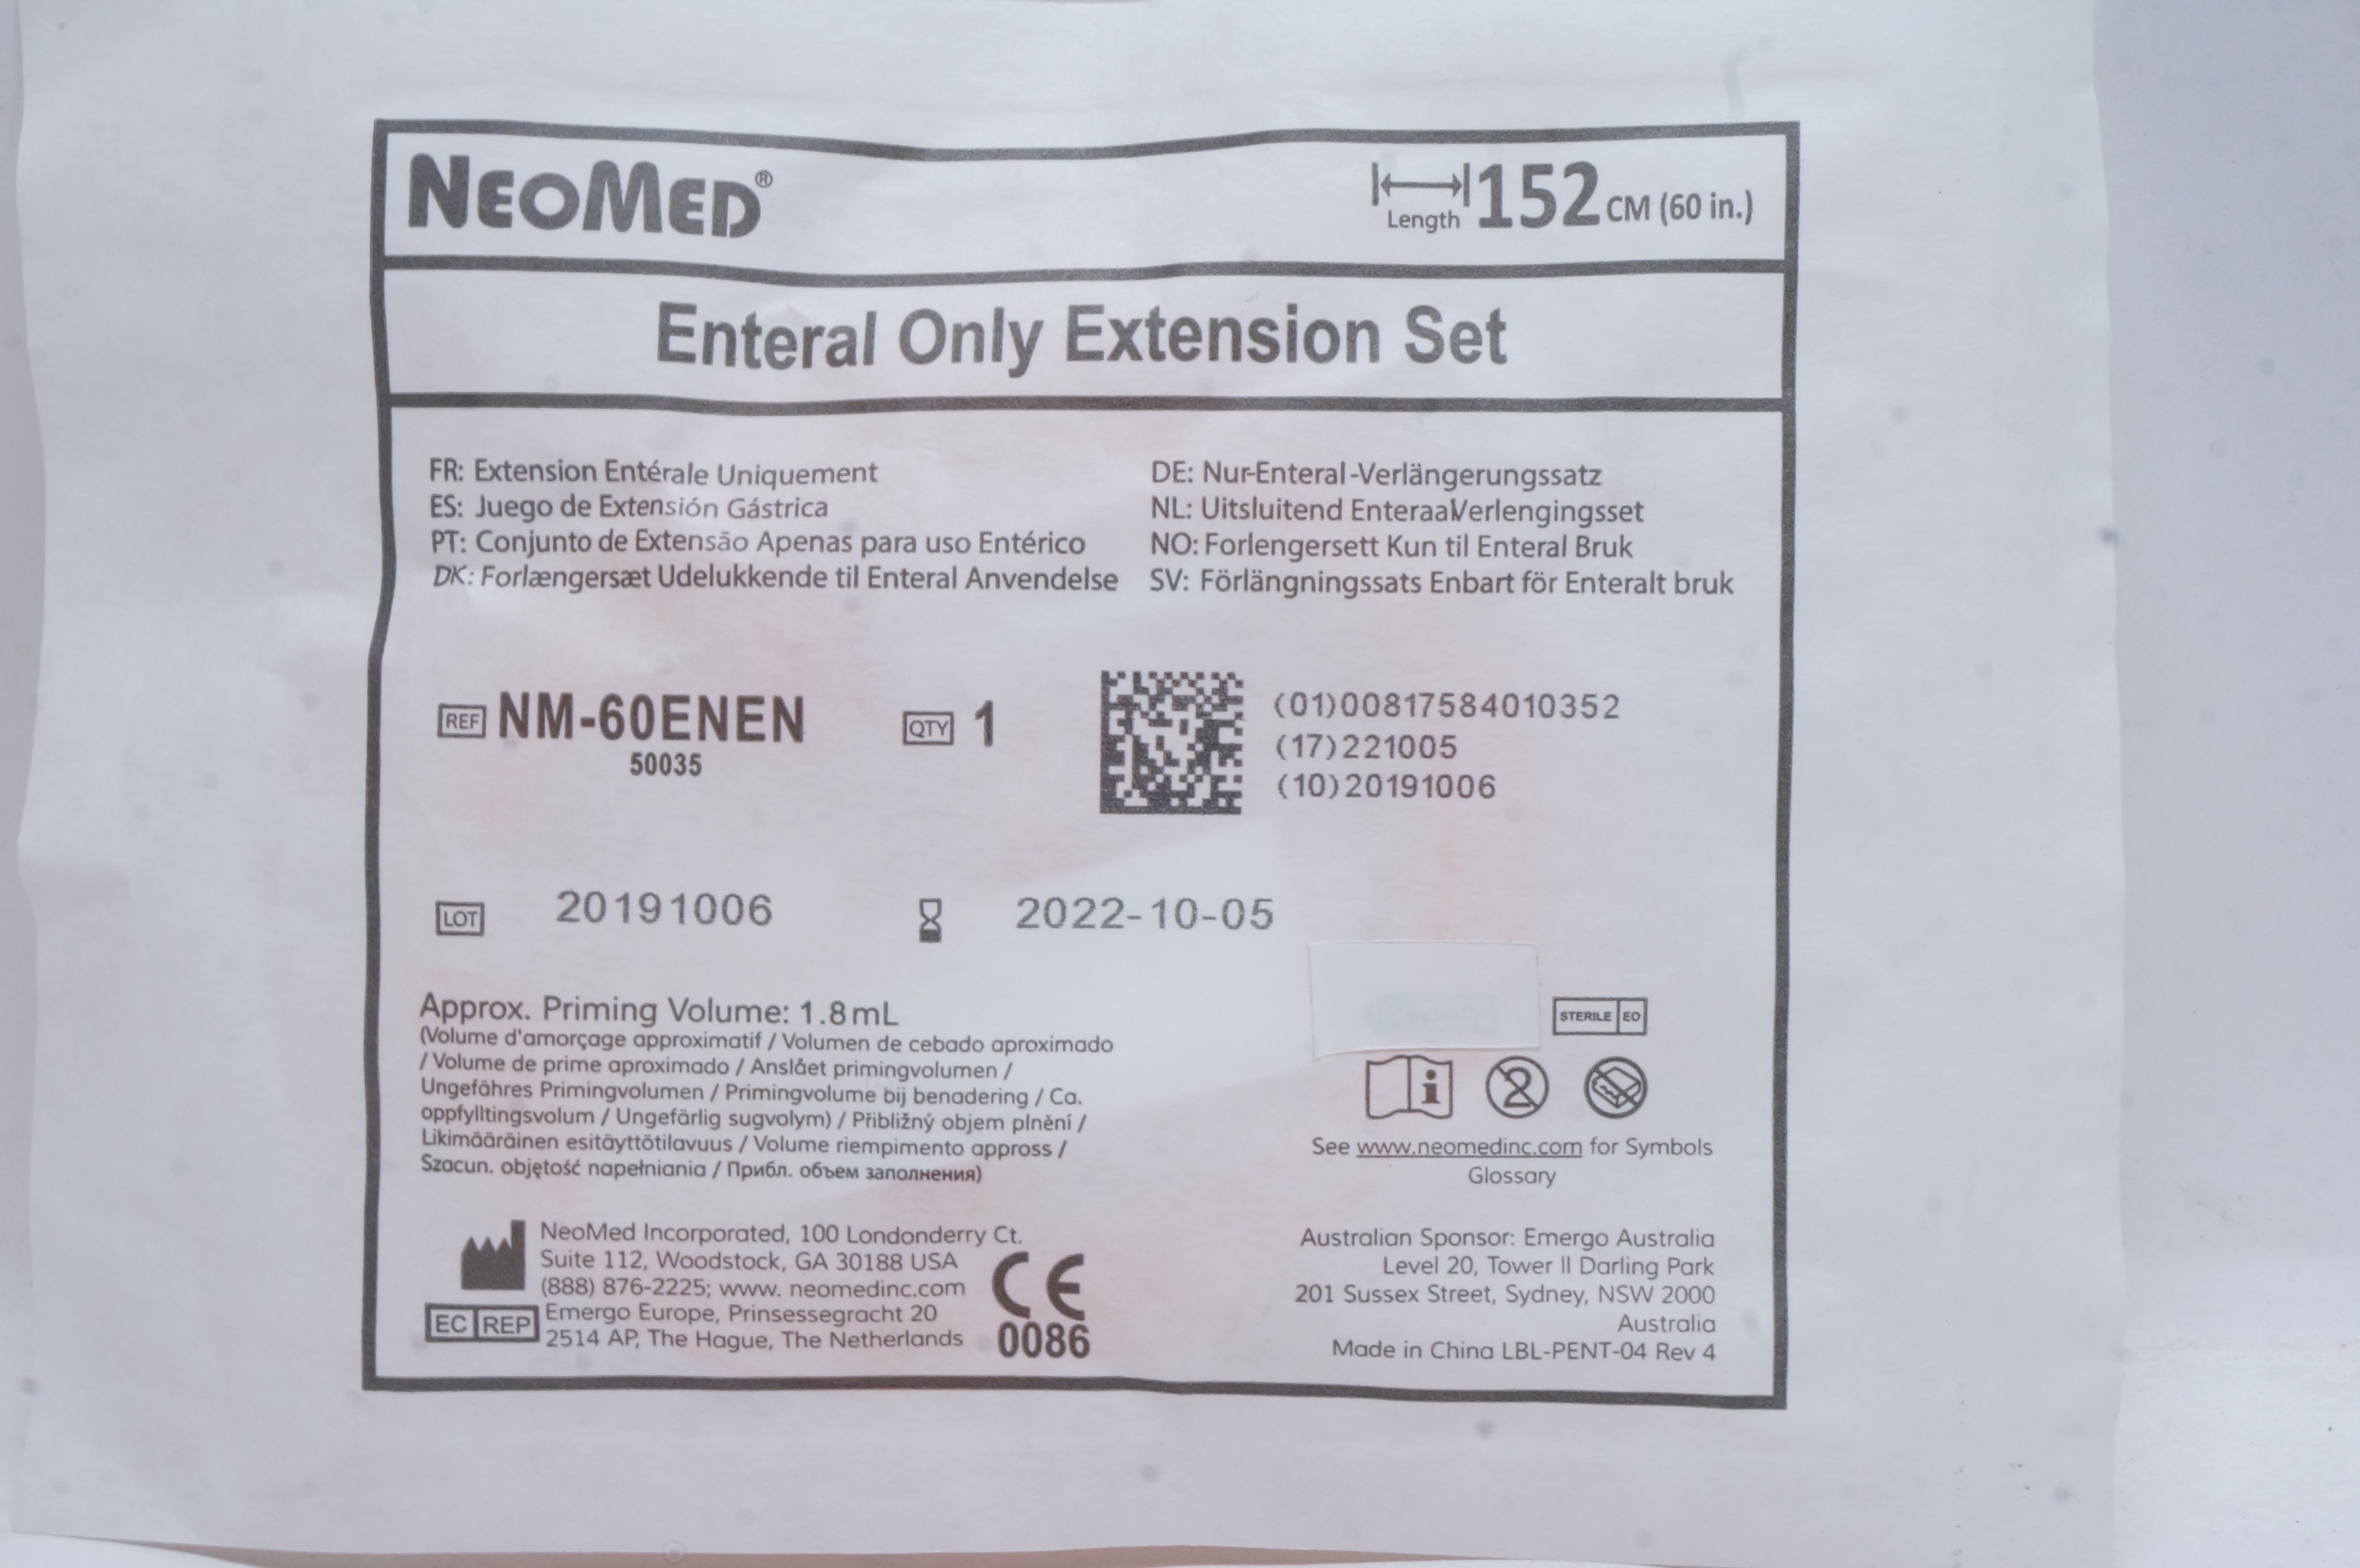 NEOMED®
Length 152 CM (60 in.)
Enteral Only Extension Set
FR: Extension Entérale Uniquement
ES: Juego de Extensión Gástrica
PT: Conjunto de Extensão Apenas para uso Entérico
DK: Forlængersæt Udelukkende til Enteral Anvendelse
DE: Nur-Enteral-Verlängerungssatz
NL: Uitsluitend EnteraalVerlengingsset
NO: Forlengersett Kun til Enteral Bruk
SV: Förlängningssats Enbart för Enteralt bruk
REF NM-60ENEN
50035
QTY 1
(01)00817584010352
(17)221005
(10)20191006
LOT 20191006
2022-10-05
Approx. Priming Volume: 1.8 mL
(Volume d'amorçage approximatif / Volumen de cebado aproximado
/ Volume de prime aproximado / Anslået primingvolumen /
Ungefähres Primingvolumen / Primingvolume bij benadering / Ca.
oppfylltingsvolum / Ungefärlig sugvolym) / Přibližný objem plnění /
Likimääräinen esitäyttötilavuus / Volume riempimento appross /
Szacun. objętość napełniania / Прибл. объем заполнения)
STERILE EO
i
2
See www.neomedinc.com for Symbols
Glossary
NeoMed Incorporated, 100 Londonderry Ct.
Suite 112, Woodstock, GA 30188 USA
(888) 876-2225; www. neomedinc.com
EC REP Emergo Europe, Prinsessegracht 20
2514 AP, The Hague, The Netherlands
CE
0086
Australian Sponsor: Emergo Australia
Level 20, Tower II Darling Park
201 Sussex Street, Sydney, NSW 2000
Australia
Made in China LBL-PENT-04 Rev 4